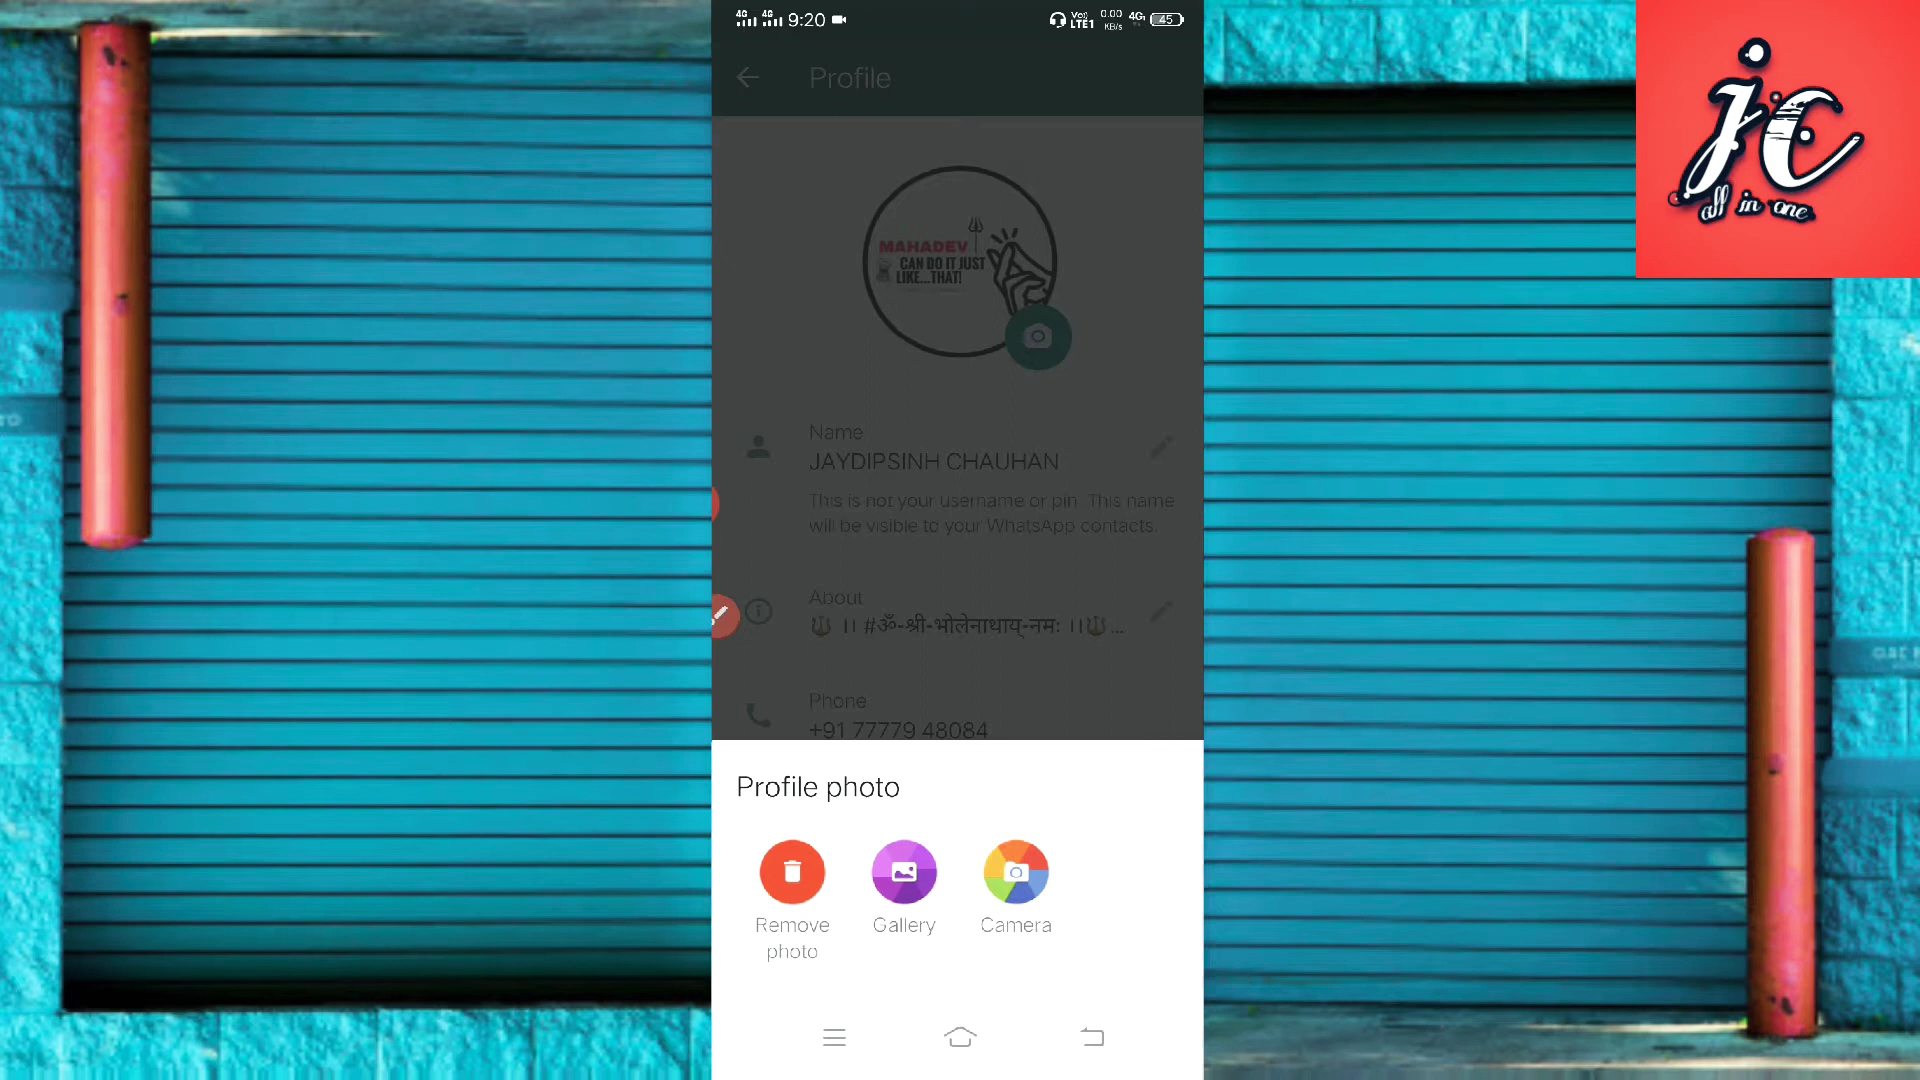 4G 4G 9:20
Vo)) LTE1 0.00 KB/s 4G 45
Profile
MAHADEV
CAN DO IT JUST
LIKE...THAT!
Name
JAYDIPSINH CHAUHAN
This is not your username or pin. This name
will be visible to your WhatsApp contacts.
About
🔱 ।। #ॐ-श्री-भोलेनाथाय्-नमः ।।🔱...
Phone
+91 77779 48084
Profile photo
Remove
photo
Gallery
Camera
JC
all in one